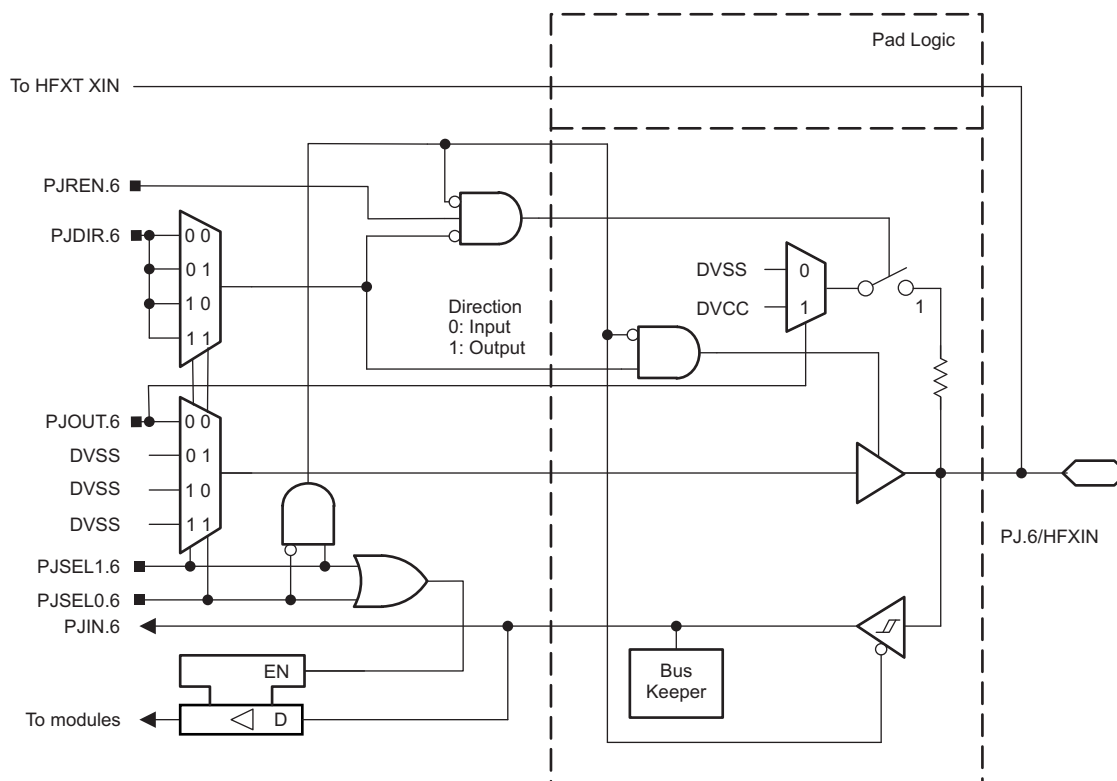 Pad Logic
To HFXT XIN
PJREN.6
PJDIR.6
0 0
0 1
1 0
1 1
DVSS
0
DVCC
1
1
Direction
0: Input
1: Output
PJOUT.6
0 0
DVSS
0 1
DVSS
1 0
DVSS
1 1
PJ.6/HFXIN
PJSEL1.6
PJSEL0.6
PJIN.6
EN
D
Bus
Keeper
To modules